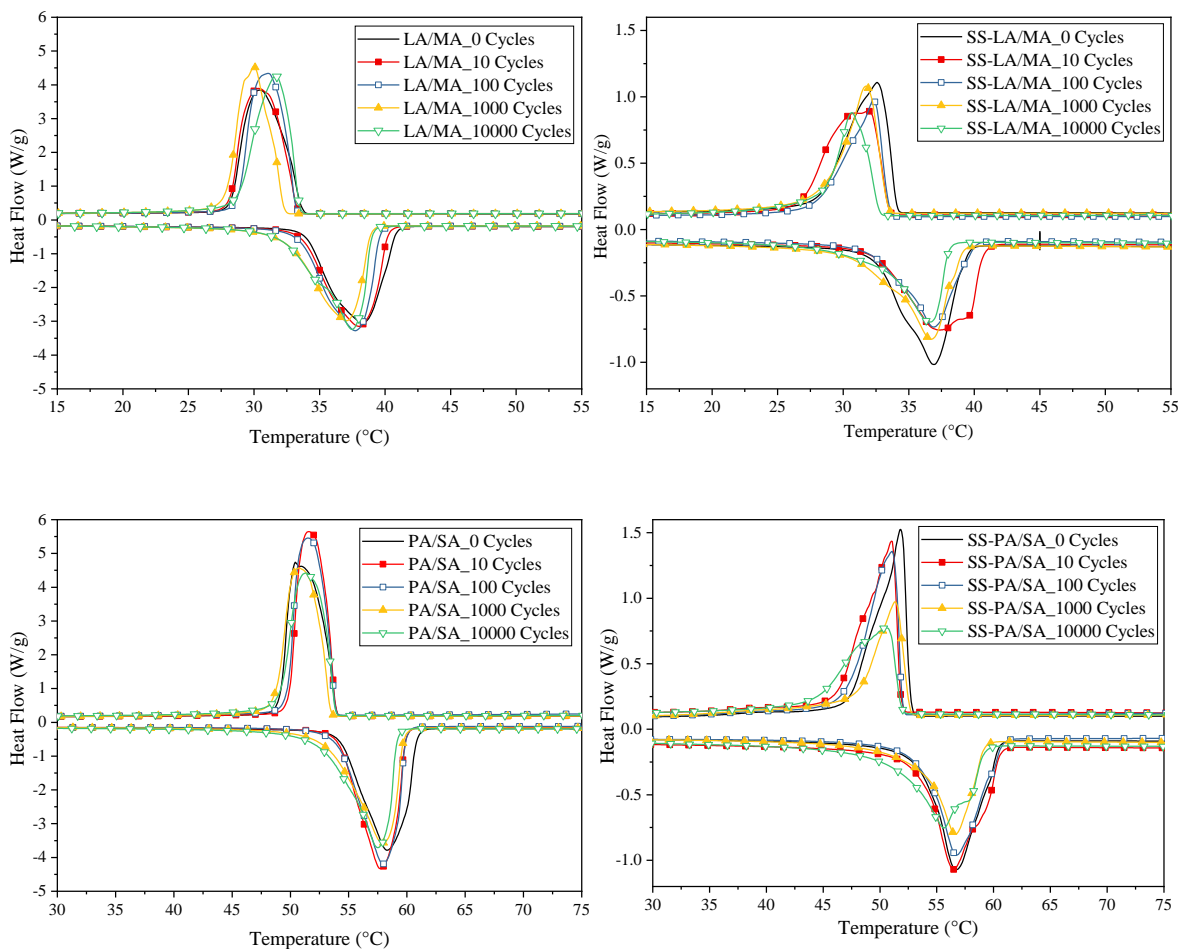 6
5
4
3
2
1
0
-1
-2
-3
-4
-5
15 20 25 30 35 40 45 50 55
Heat Flow (W/g)
Temperature (°C)
LA/MA_0 Cycles
LA/MA_10 Cycles
LA/MA_100 Cycles
LA/MA_1000 Cycles
LA/MA_10000 Cycles
1.5
1.0
0.5
0.0
-0.5
-1.0
15 20 25 30 35 40 45 50 55
Heat Flow (W/g)
Temperature (°C)
SS-LA/MA_0 Cycles
SS-LA/MA_10 Cycles
SS-LA/MA_100 Cycles
SS-LA/MA_1000 Cycles
SS-LA/MA_10000 Cycles
6
5
4
3
2
1
0
-1
-2
-3
-4
-5
30 35 40 45 50 55 60 65 70 75
Heat Flow (W/g)
Temperature (°C)
PA/SA_0 Cycles
PA/SA_10 Cycles
PA/SA_100 Cycles
PA/SA_1000 Cycles
PA/SA_10000 Cycles
1.5
1.0
0.5
0.0
-0.5
-1.0
30 35 40 45 50 55 60 65 70 75
Heat Flow (W/g)
Temperature (°C)
SS-PA/SA_0 Cycles
SS-PA/SA_10 Cycles
SS-PA/SA_100 Cycles
SS-PA/SA_1000 Cycles
SS-PA/SA_10000 Cycles